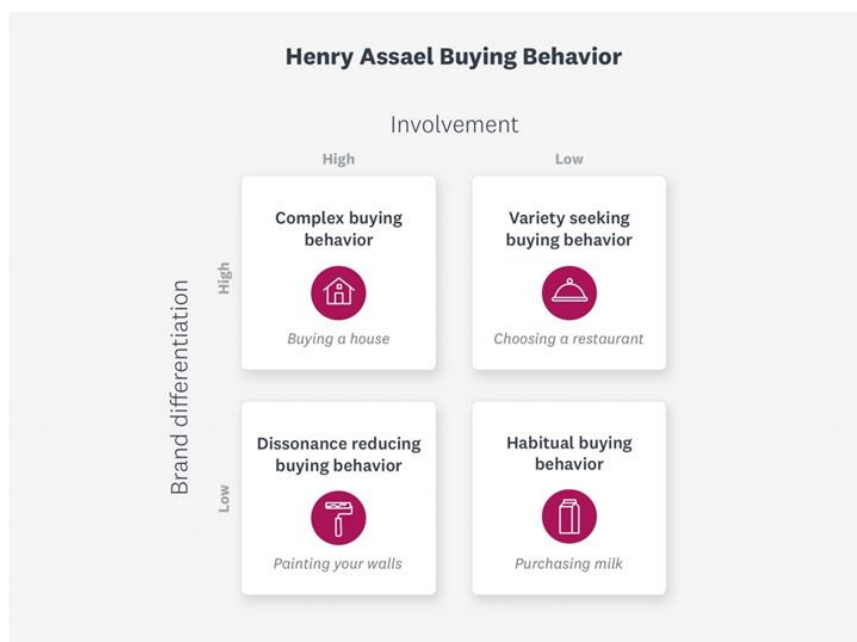 Henry Assael Buying Behavior
Involvement
High
Low
Brand differentiation
High
Complex buying
behavior
Buying a house
Variety seeking
buying behavior
Choosing a restaurant
Low
Dissonance reducing
buying behavior
Painting your walls
Habitual buying
behavior
Purchasing milk